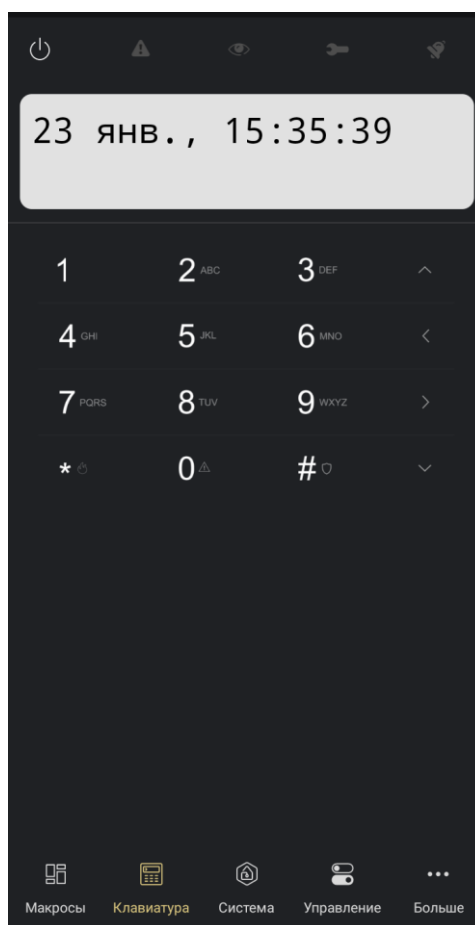 23 янв., 15:35:39
1 2 ABC 3 DEF
4 GHI 5 JKL 6 MNO
7 PQRS 8 TUV 9 WXYZ
* 0 #
Макросы Клавиатура Система Управление Больше